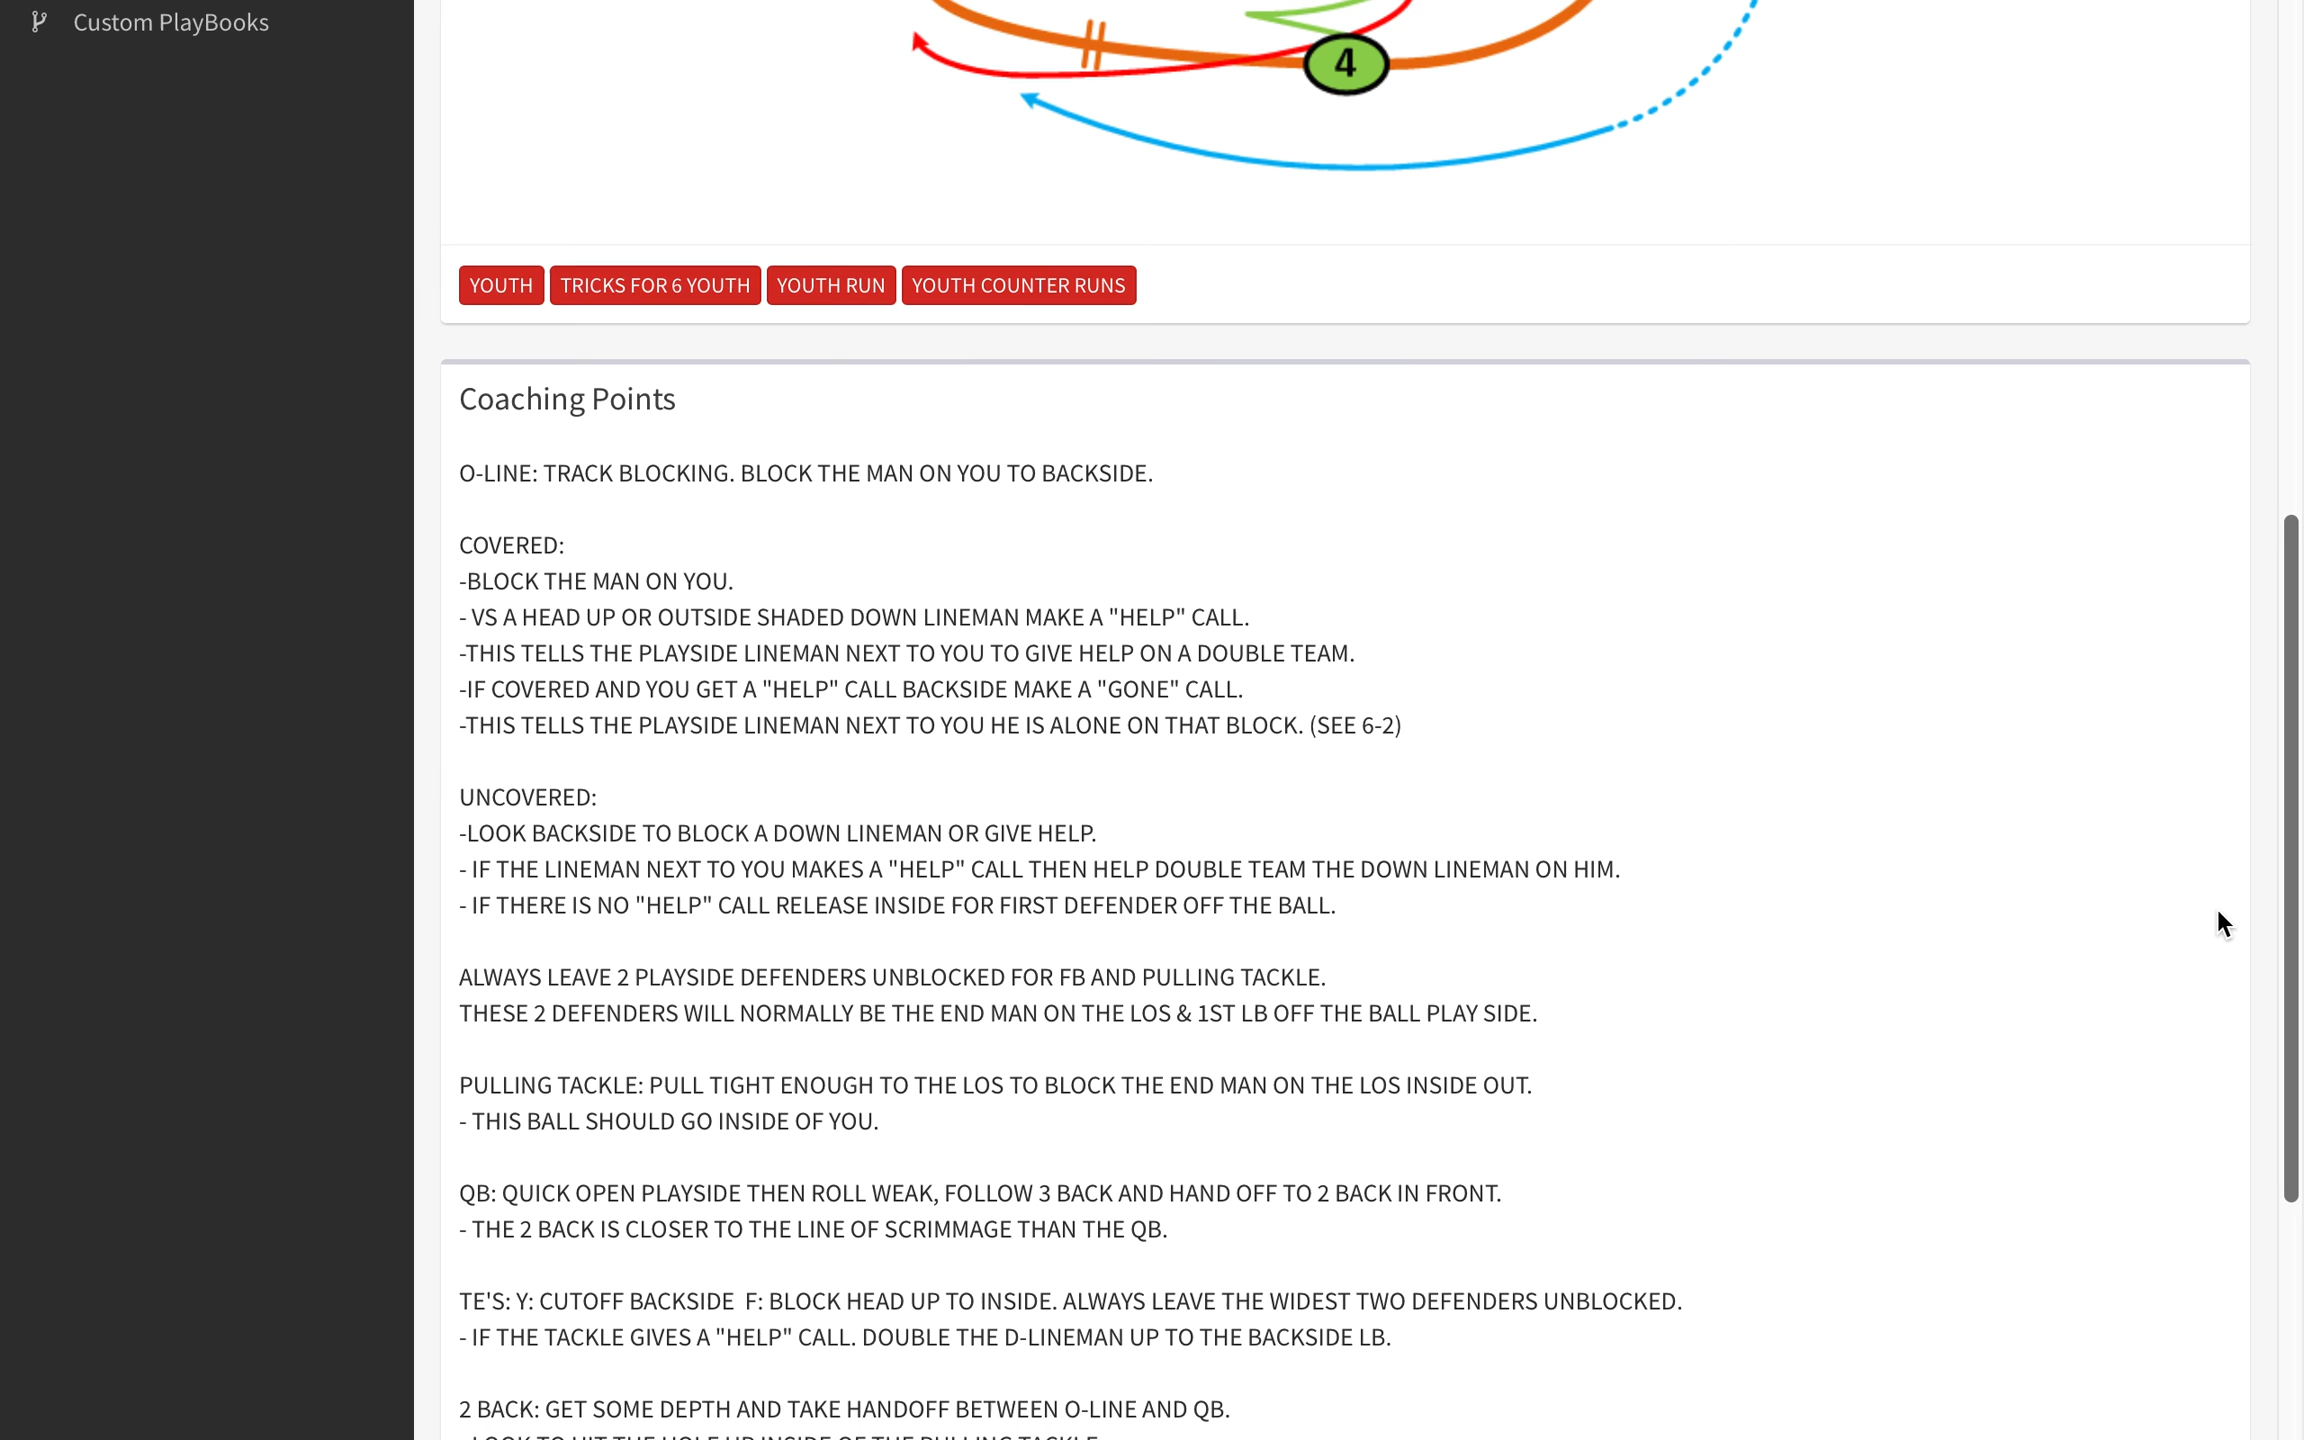 Custom PlayBooks
4
YOUTH TRICKS FOR 6 YOUTH YOUTH RUN YOUTH COUNTER RUNS
Coaching Points
O-LINE: TRACK BLOCKING. BLOCK THE MAN ON YOU TO BACKSIDE.
COVERED:
-BLOCK THE MAN ON YOU.
- VS A HEAD UP OR OUTSIDE SHADED DOWN LINEMAN MAKE A "HELP" CALL.
-THIS TELLS THE PLAYSIDE LINEMAN NEXT TO YOU TO GIVE HELP ON A DOUBLE TEAM.
-IF COVERED AND YOU GET A "HELP" CALL BACKSIDE MAKE A "GONE" CALL.
-THIS TELLS THE PLAYSIDE LINEMAN NEXT TO YOU HE IS ALONE ON THAT BLOCK. (SEE 6-2)
UNCOVERED:
-LOOK BACKSIDE TO BLOCK A DOWN LINEMAN OR GIVE HELP.
- IF THE LINEMAN NEXT TO YOU MAKES A "HELP" CALL THEN HELP DOUBLE TEAM THE DOWN LINEMAN ON HIM.
- IF THERE IS NO "HELP" CALL RELEASE INSIDE FOR FIRST DEFENDER OFF THE BALL.
ALWAYS LEAVE 2 PLAYSIDE DEFENDERS UNBLOCKED FOR FB AND PULLING TACKLE.
THESE 2 DEFENDERS WILL NORMALLY BE THE END MAN ON THE LOS & 1ST LB OFF THE BALL PLAY SIDE.
PULLING TACKLE: PULL TIGHT ENOUGH TO THE LOS TO BLOCK THE END MAN ON THE LOS INSIDE OUT.
- THIS BALL SHOULD GO INSIDE OF YOU.
QB: QUICK OPEN PLAYSIDE THEN ROLL WEAK, FOLLOW 3 BACK AND HAND OFF TO 2 BACK IN FRONT.
- THE 2 BACK IS CLOSER TO THE LINE OF SCRIMMAGE THAN THE QB.
TE'S: Y: CUTOFF BACKSIDE  F: BLOCK HEAD UP TO INSIDE. ALWAYS LEAVE THE WIDEST TWO DEFENDERS UNBLOCKED.
- IF THE TACKLE GIVES A "HELP" CALL. DOUBLE THE D-LINEMAN UP TO THE BACKSIDE LB.
2 BACK: GET SOME DEPTH AND TAKE HANDOFF BETWEEN O-LINE AND QB.
- LOOK TO HIT THE HOLE UP INSIDE OF THE PULLING TACKLE